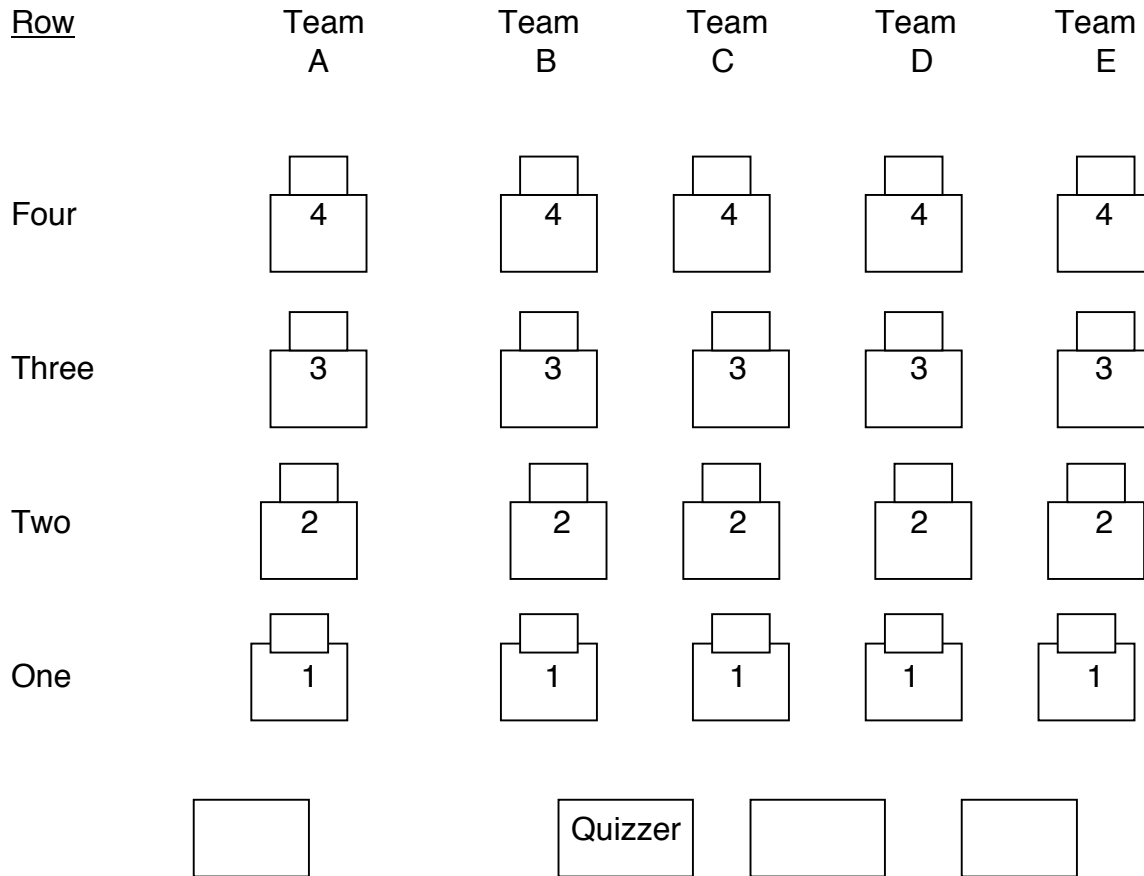 Row Team Team Team Team Team
A B C D E
Four 4 4 4 4 4
Three 3 3 3 3 3
Two 2 2 2 2 2
One 1 1 1 1 1
Quizzer